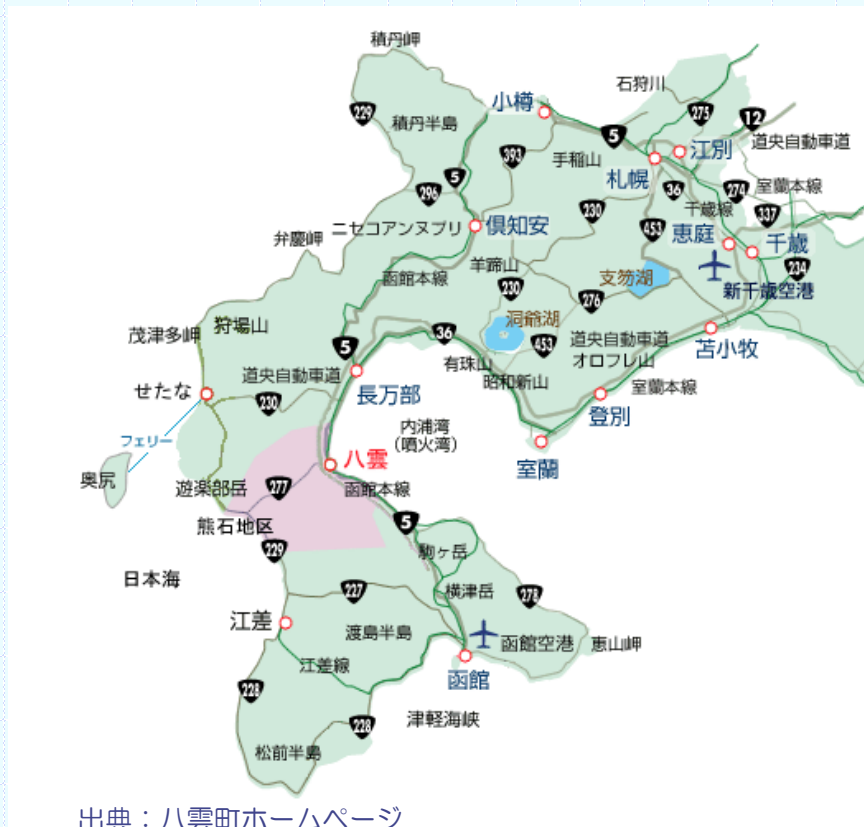 積丹岬
石狩川
229
小樽
275
12
積丹半島
5
道央自動車道
393
手稲山
江別
札幌
5
296
36
274
室蘭本線
千歳線
337
230
453
ニセコアンヌプリ
倶知安
恵庭
千歳
弁慶岬
羊蹄山
234
函館本線
支笏湖
230
276
新千歳空港
茂津多岬
狩場山
洞爺湖
36
道央自動車道
5
453
苫小牧
有珠山
オロフレ山
道央自動車道
長万部
昭和新山
室蘭本線
せたな
230
登別
内浦湾
(噴火湾)
フェリー
八雲
室蘭
奥尻
遊楽部岳
277
函館本線
熊石地区
5
229
駒ヶ岳
日本海
227
横津岳
278
江差
渡島半島
函館空港
恵山岬
江差線
函館
228
津軽海峡
228
松前半島
出典：八雲町ホームページ